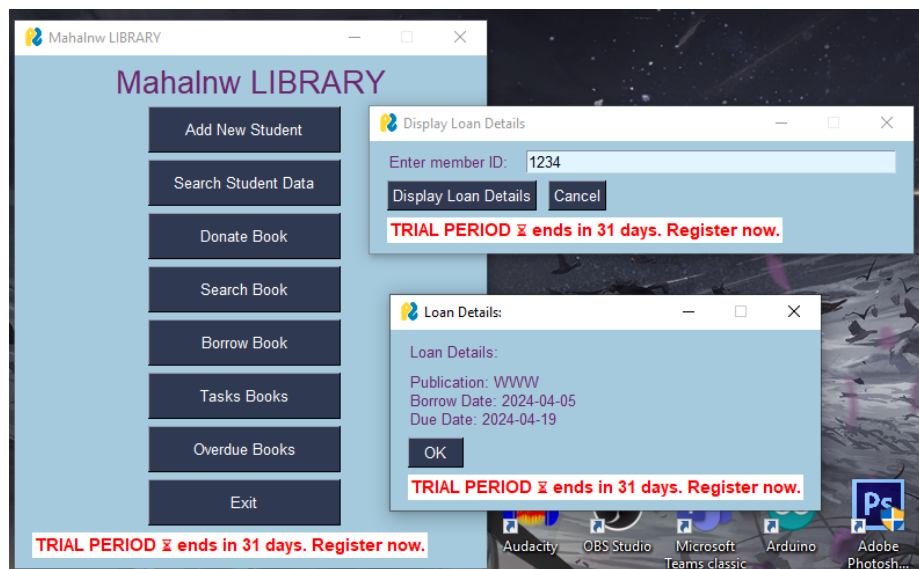 Mahalnw LIBRARY
Mahalnw LIBRARY
Add New Student
Search Student Data
Donate Book
Search Book
Borrow Book
Tasks Books
Overdue Books
Exit
TRIAL PERIOD ⌛ ends in 31 days. Register now.
Display Loan Details
Enter member ID: 1234
Display Loan Details Cancel
TRIAL PERIOD ⌛ ends in 31 days. Register now.
Loan Details:
Loan Details:
Publication: WWW
Borrow Date: 2024-04-05
Due Date: 2024-04-19
OK
TRIAL PERIOD ⌛ ends in 31 days. Register now.
Ps
Audacity OBS Studio Microsoft Arduino Adobe
Teams classic Photosh...